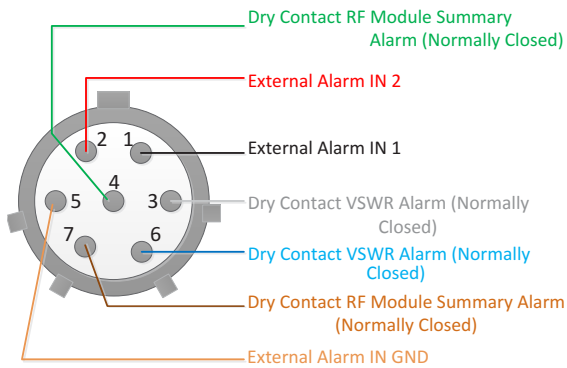 Dry Contact RF Module Summary
Alarm (Normally Closed)
External Alarm IN 2
2 1
External Alarm IN 1
4
5 3
Dry Contact VSWR Alarm (Normally
Closed)
7 6
Dry Contact VSWR Alarm (Normally
Closed)
Dry Contact RF Module Summary Alarm
(Normally Closed)
External Alarm IN GND